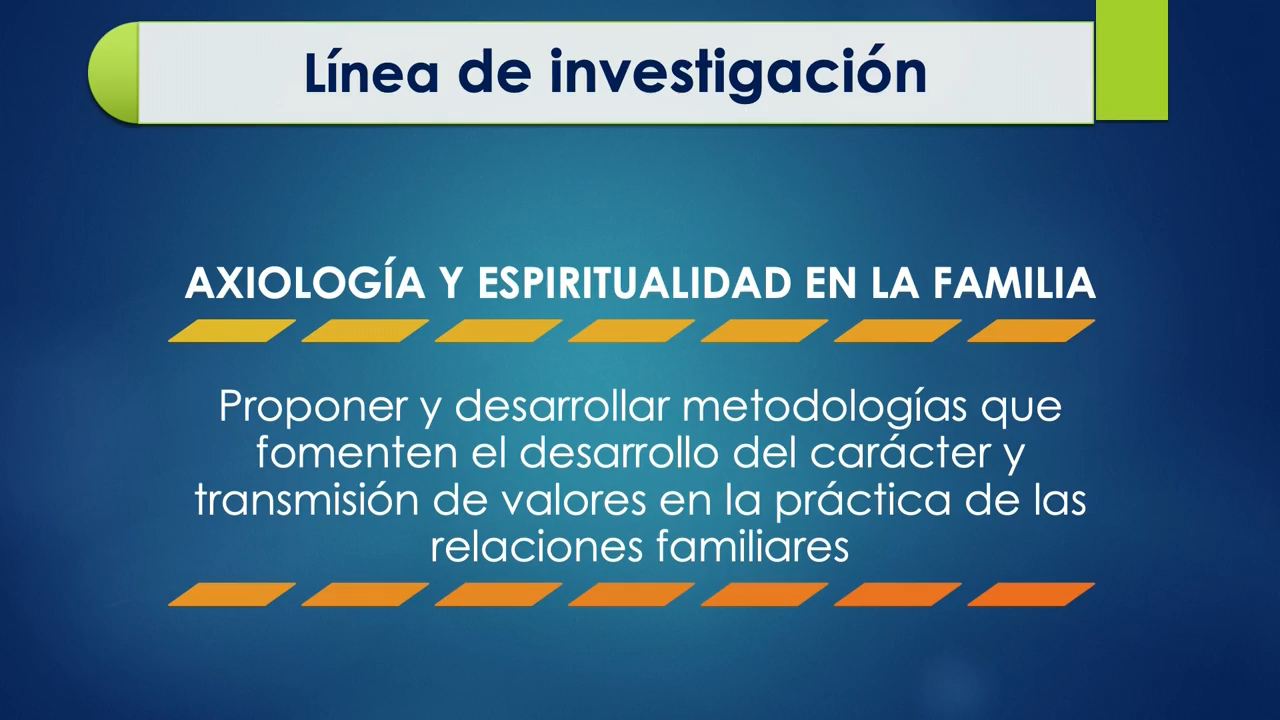 Línea de investigación
AXIOLOGÍA Y ESPIRITUALIDAD EN LA FAMILIA
Proponer y desarrollar metodologías que
fomenten el desarrollo del carácter y
transmisión de valores en la práctica de las
relaciones familiares